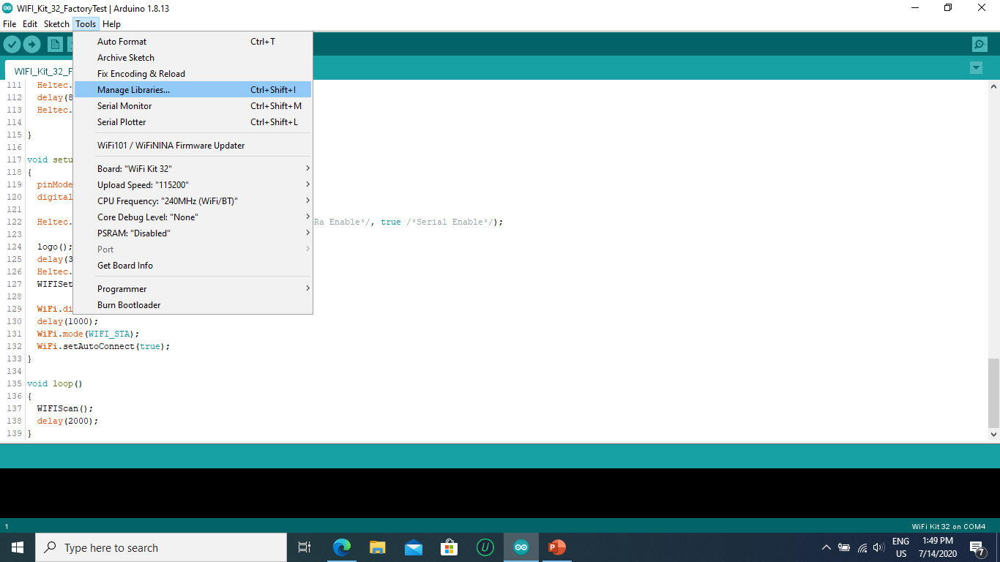 WIFI_Kit_32_FactoryTest | Arduino 1.8.13
File Edit Sketch Tools Help
WIFI_Kit_32_F
Auto Format Ctrl+T
Archive Sketch
Fix Encoding & Reload
Manage Libraries... Ctrl+Shift+I
Serial Monitor Ctrl+Shift+M
Serial Plotter Ctrl+Shift+L
WiFi101 / WiFiNINA Firmware Updater
Board: "WiFi Kit 32"
Upload Speed: "115200"
CPU Frequency: "240MHz (WiFi/BT)"
Core Debug Level: "None"
PSRAM: "Disabled"
Port
Get Board Info
Programmer
Burn Bootloader
111 Heltec.
112 delay(8
113 Heltec.
114
115 }
116
117 void setu
118 {
119 pinMode
120 digital
121
122 Heltec. Ra Enable*/, true /*Serial Enable*/);
123
124 logo();
125 delay(3
126 Heltec.
127 WIFISet
128
129 WiFi.di
130 delay(1000);
131 WiFi.mode(WIFI_STA);
132 WiFi.setAutoConnect(true);
133 }
134
135 void loop()
136 {
137 WIFIScan();
138 delay(2000);
139 }
1 WiFi Kit 32 on COM4
Type here to search
ENG
US
1:49 PM
7/14/2020
7